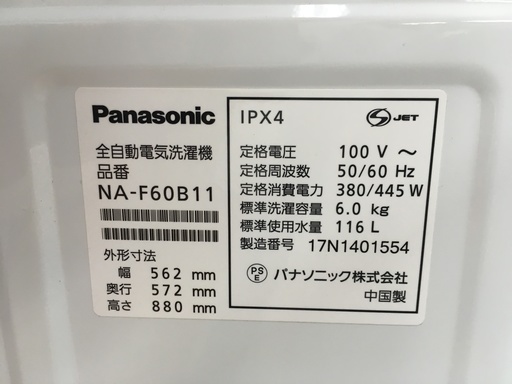 Panasonic
全自動電気洗濯機
品番
NA-F60B11
外形寸法
幅 562 mm
奥行 572 mm
高さ 880 mm
IPX4
S JET
定格電圧 100 V ～
定格周波数 50/60 Hz
定格消費電力 380/445 W
標準洗濯容量 6.0 kg
標準使用水量 116 L
製造番号 17N1401554
PS E パナソニック株式会社
中国製